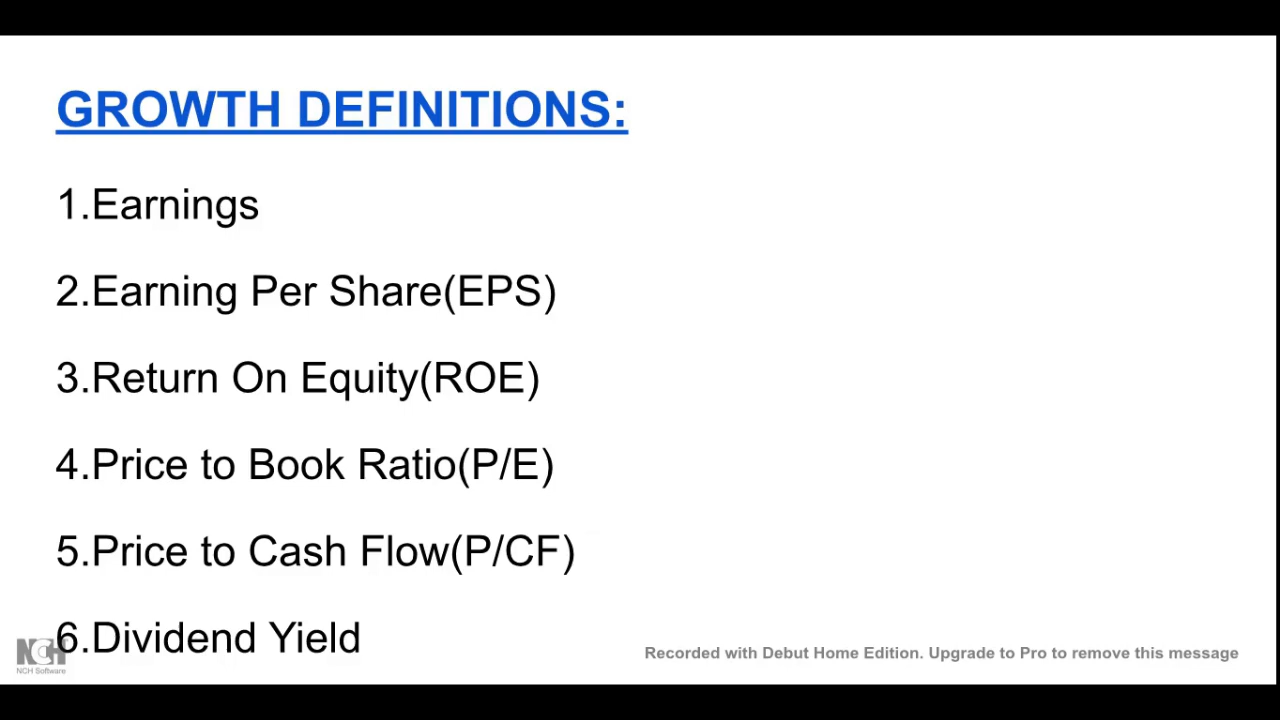 GROWTH DEFINITIONS:
1.Earnings
2.Earning Per Share(EPS)
3.Return On Equity(ROE)
4.Price to Book Ratio(P/E)
5.Price to Cash Flow(P/CF)
6.Dividend Yield
NCH
NCH Software
Recorded with Debut Home Edition. Upgrade to Pro to remove this message